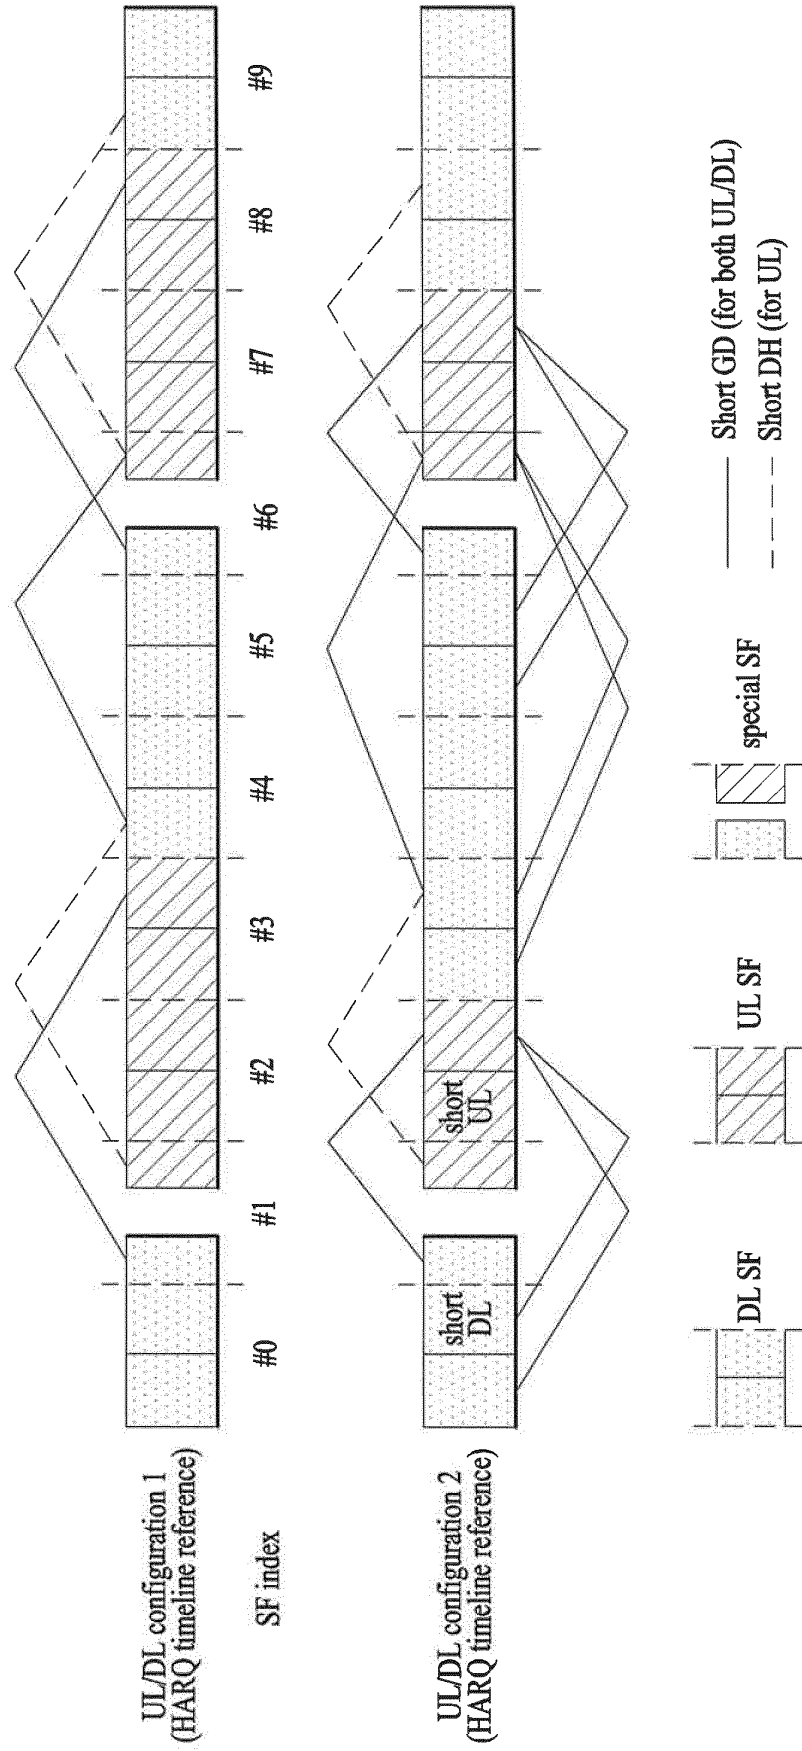 UL/DL configuration 1
(HARQ timeline reference)
SF index
#0
#1
#2
#3
#4
#5
#6
#7
#8
#9
UL/DL configuration 2
(HARQ timeline reference)
short
DL
short
UL
DL SF
UL SF
special SF
Short GD (for both UL/DL)
Short DH (for UL)